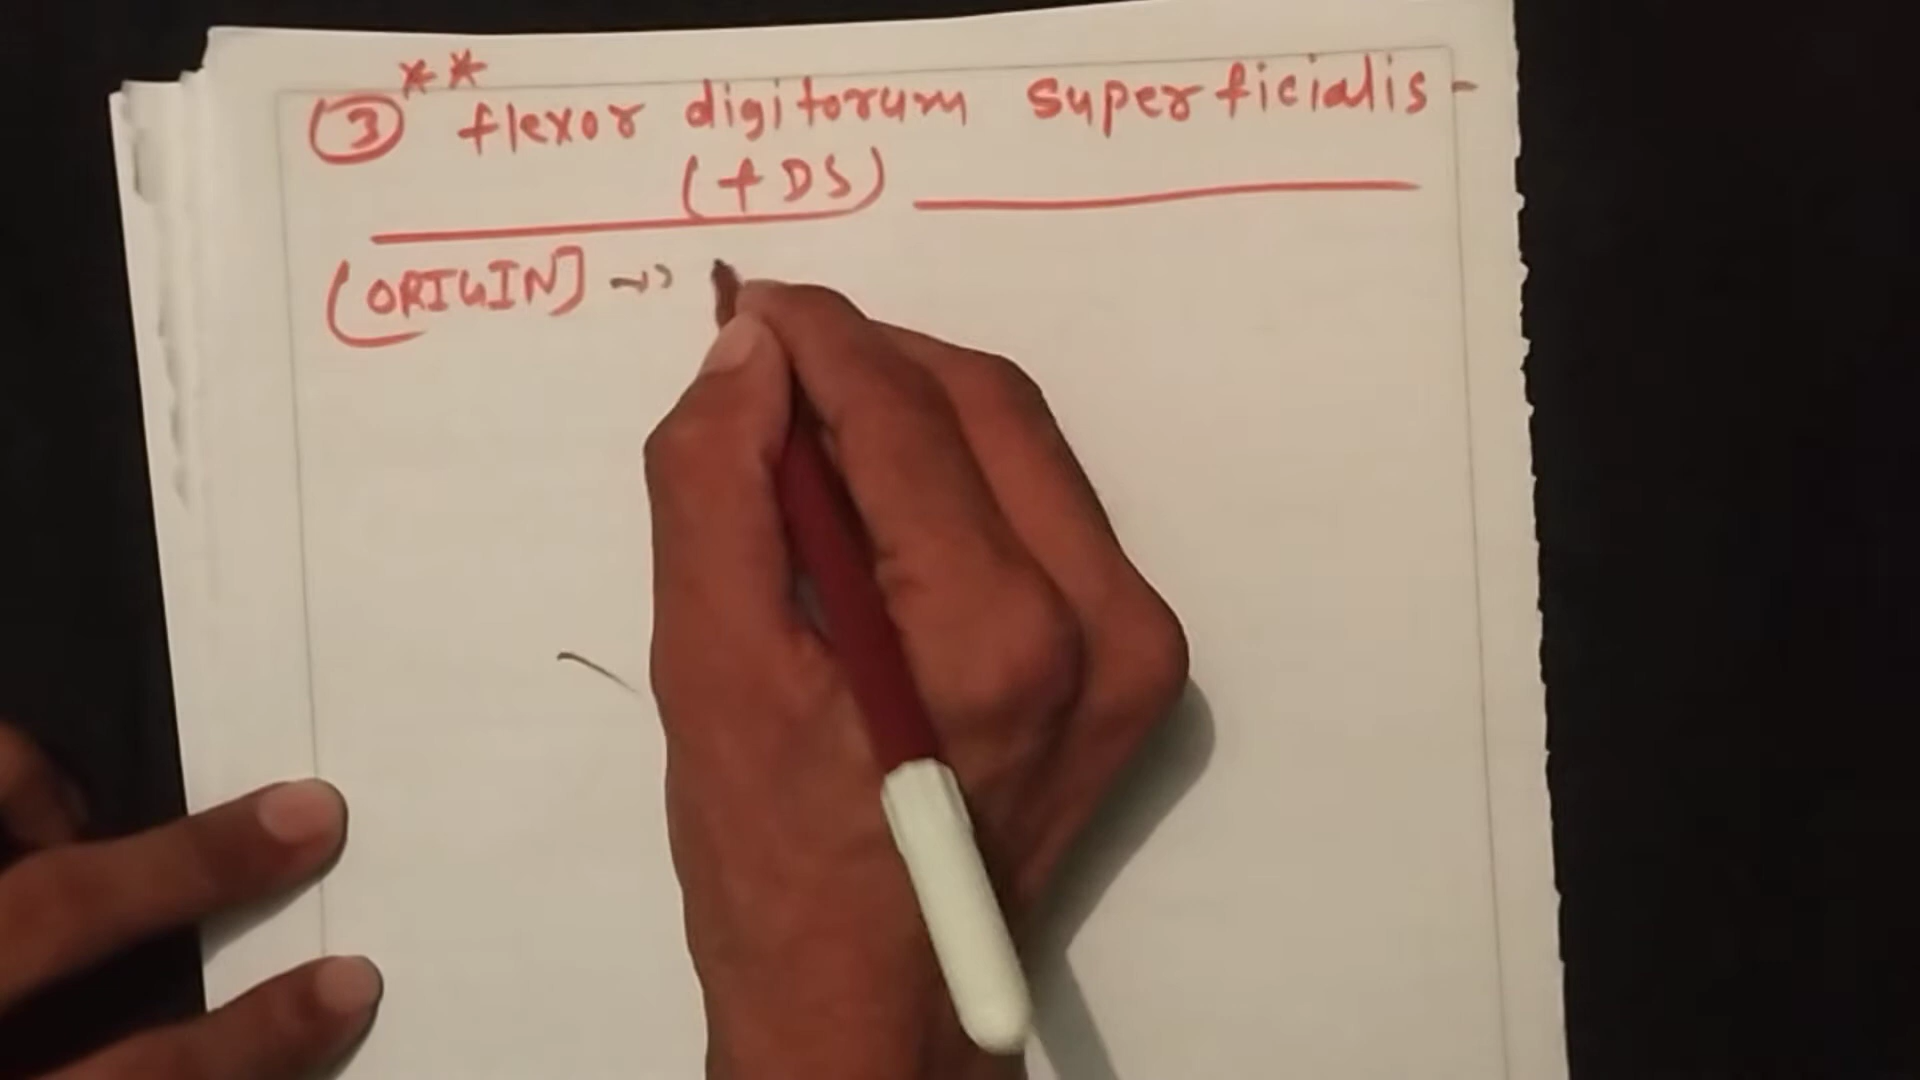 ③ ** flexor digitorum superficialis -
(fDS)
[ORIGIN] →